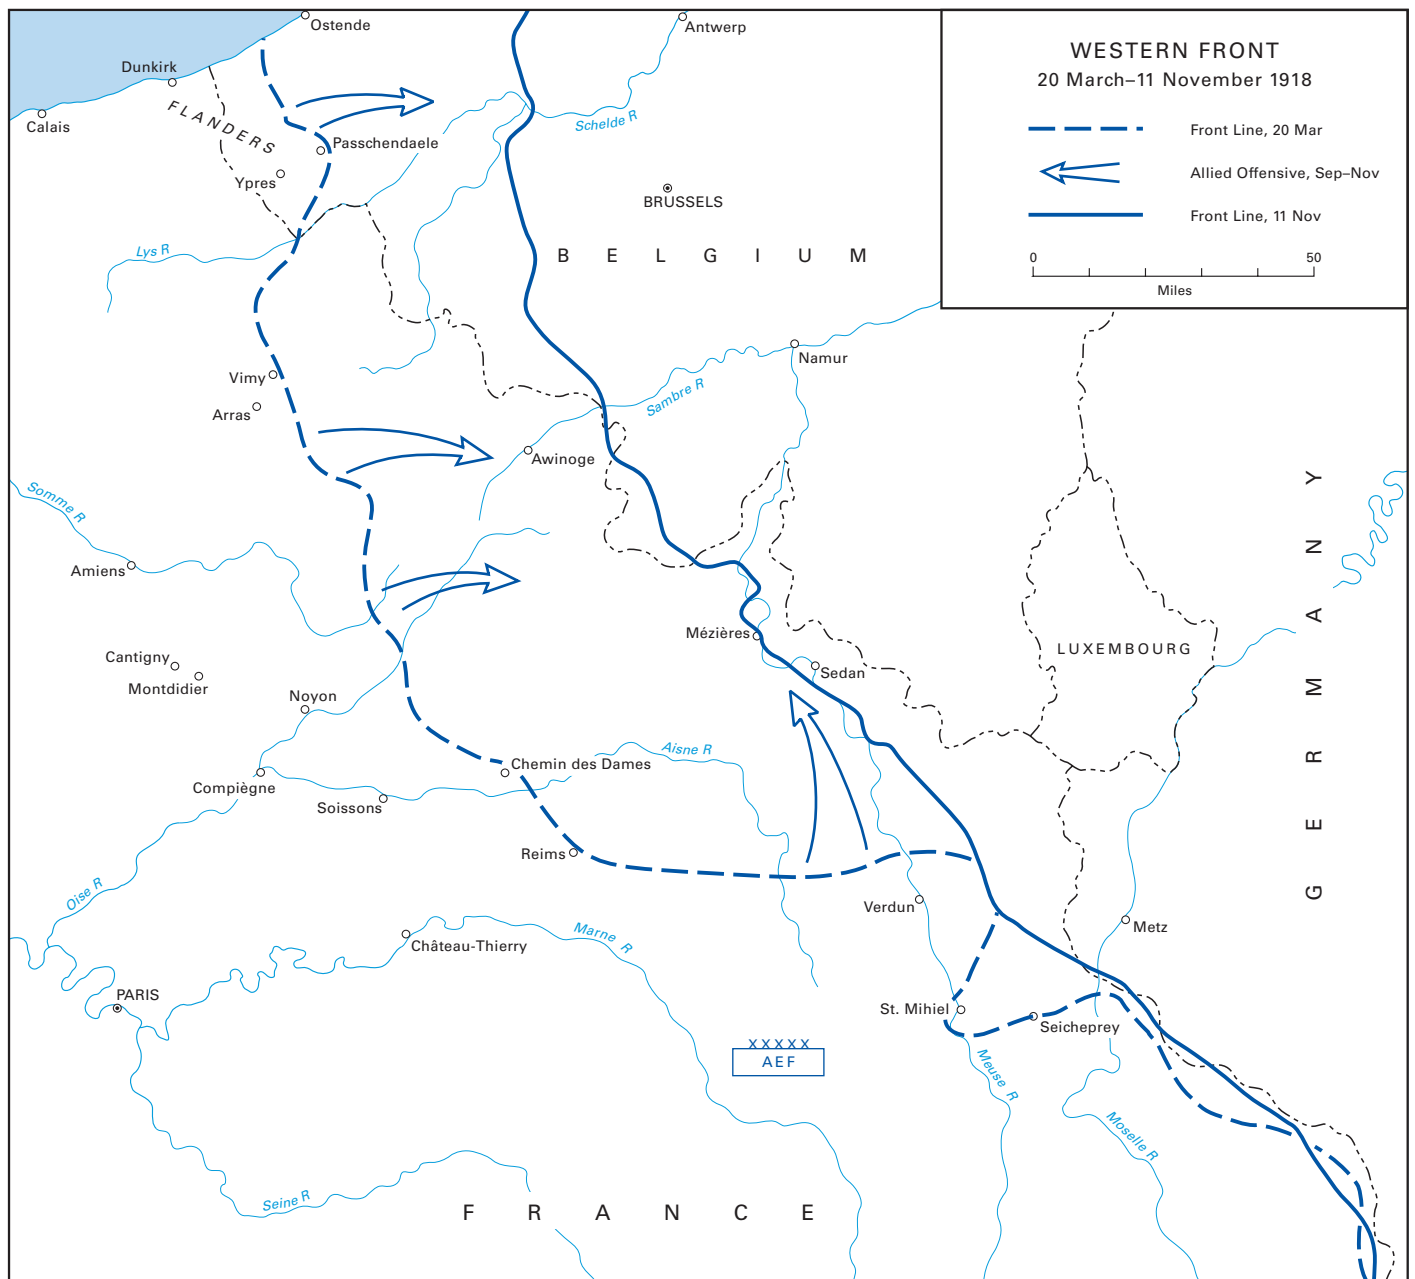 WESTERN FRONT
20 March–11 November 1918
Front Line, 20 Mar
Allied Offensive, Sep–Nov
Front Line, 11 Nov
0 50
Miles
Ostende
Antwerp
Dunkirk
Calais
FLANDERS
Schelde R
Passchendaele
Ypres
BRUSSELS
Lys R
BELGIUM
Namur
Vimy
Sambre R
Arras
Awinoge
Somme R
GERMANY
Amiens
Mézières
LUXEMBOURG
Cantigny
Sedan
Montdidier
Noyon
Aisne R
Chemin des Dames
Compiègne
Soissons
Reims
Oise R
Verdun
Metz
Marne R
Château-Thierry
PARIS
St. Mihiel
Seicheprey
XXXXX
AEF
Meuse R
Moselle R
Seine R
FRANCE